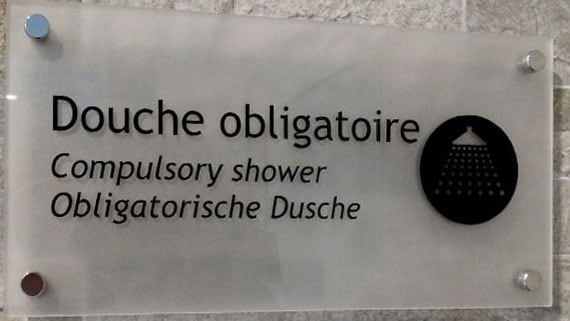 Douche obligatoire
Compulsory shower
Obligatorische Dusche